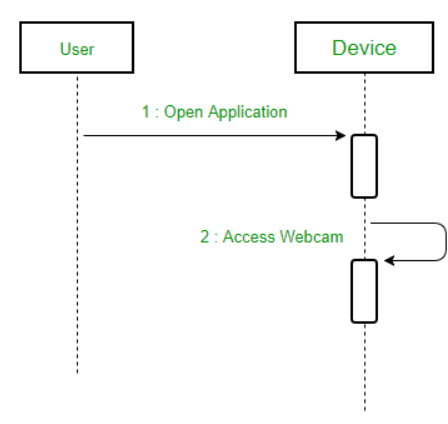 User
Device
1 : Open Application
2 : Access Webcam